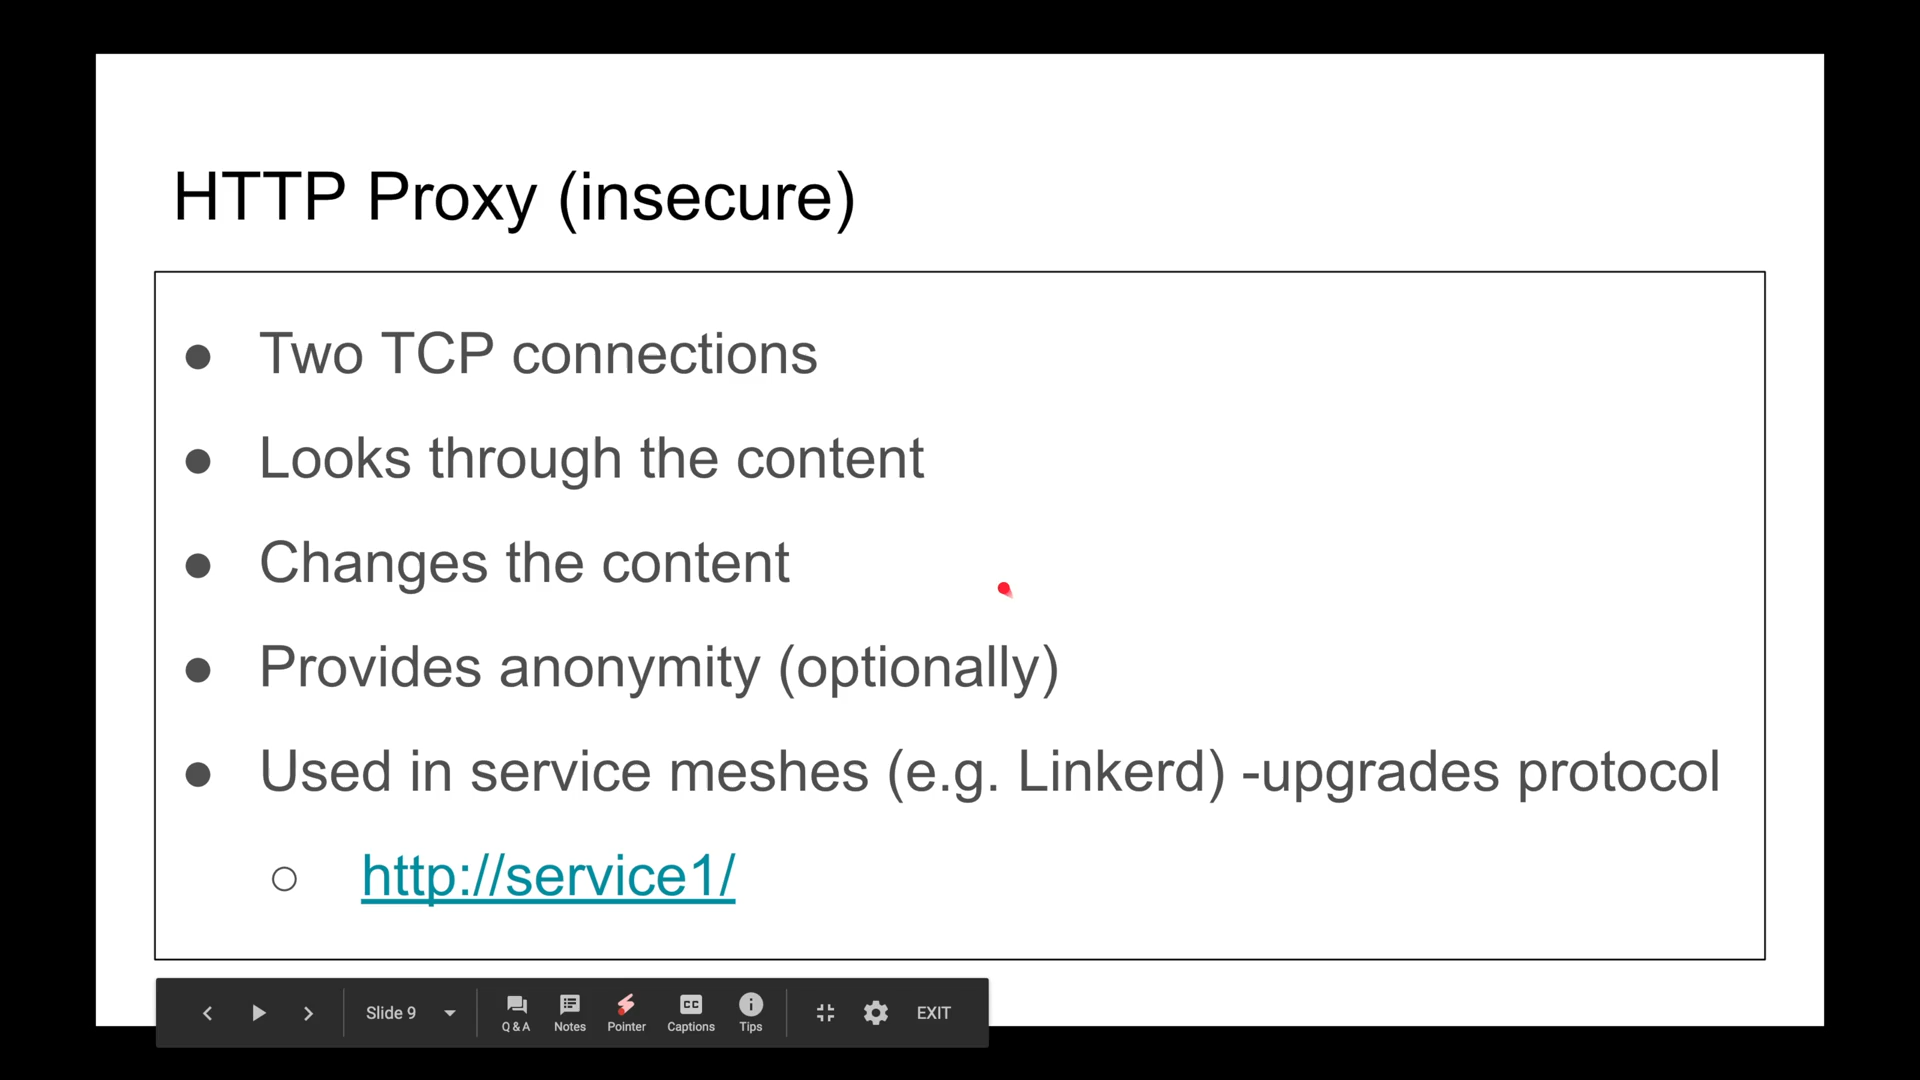 HTTP Proxy (insecure)
● Two TCP connections
● Looks through the content
● Changes the content
● Provides anonymity (optionally)
● Used in service meshes (e.g. Linkerd) -upgrades protocol
○ http://service1/
Slide 9
Q & A
Notes
Pointer
CC
Captions
Tips
EXIT